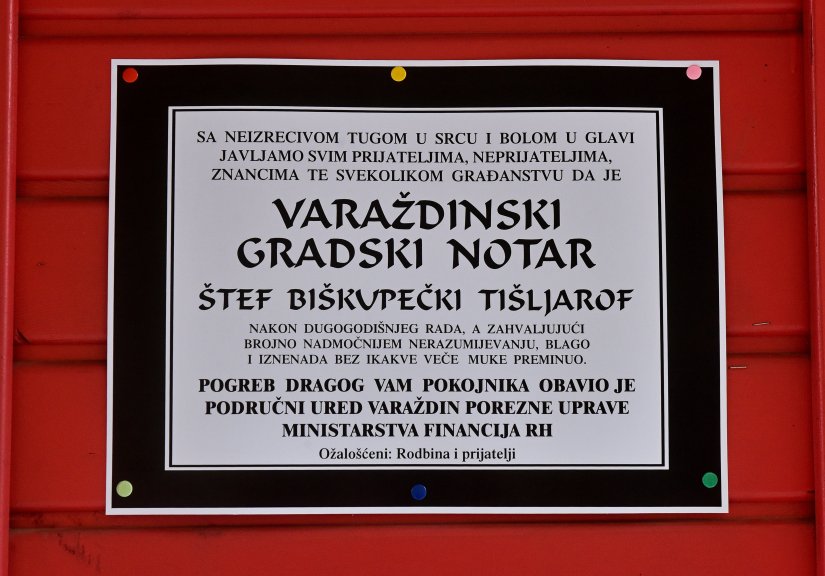 SA NEIZRECIVOM TUGOM U SRCU I BOLOM U GLAVI
JAVLJAMO SVIM PRIJATELJIMA, NEPRIJATELJIMA,
ZNANCIMA TE SVEKOLIKOM GRAĐANSTVU DA JE
VARAŽDINSKI
GRADSKI NOTAR
ŠTEF BIŠKUPEČKI TIŠLJAROF
NAKON DUGOGODIŠNJEG RADA, A ZAHVALJUJUĆI
BROJNO NADMOĆNIJEM NERAZUMIJEVANJU, BLAGO
I IZNENADA BEZ IKAKVE VEČE MUKE PREMINUO.
POGREB DRAGOG VAM POKOJNIKA OBAVIO JE
PODRUČNI URED VARAŽDIN POREZNE UPRAVE
MINISTARSTVA FINANCIJA RH
Ožalošćeni: Rodbina i prijatelji